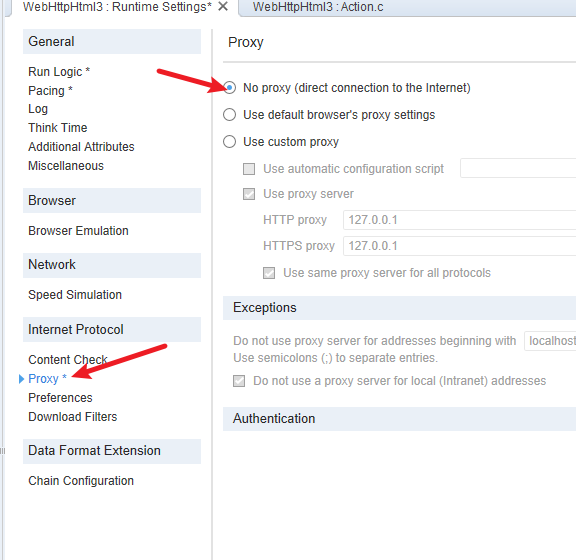 WebHttpHtml3 : Runtime Settings*
WebHttpHtml3 : Action.c
General
Run Logic *
Pacing *
Log
Think Time
Additional Attributes
Miscellaneous
Browser
Browser Emulation
Network
Speed Simulation
Internet Protocol
Content Check
Proxy *
Preferences
Download Filters
Data Format Extension
Chain Configuration
Proxy
No proxy (direct connection to the Internet)
Use default browser's proxy settings
Use custom proxy
Use automatic configuration script
Use proxy server
HTTP proxy 127.0.0.1
HTTPS proxy 127.0.0.1
Use same proxy server for all protocols
Exceptions
Do not use proxy server for addresses beginning with localhost
Use semicolons (;) to separate entries.
Do not use a proxy server for local (Intranet) addresses
Authentication